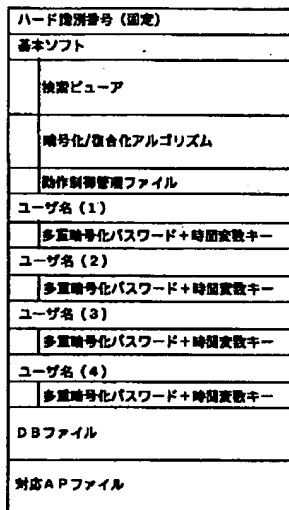 ハード識別番号（固定）
基本ソフト
検索ビューア
暗号化/復合化アルゴリズム
動作制御管理ファイル
ユーザ名（1）
多重暗号化パスワード＋時間変数キー
ユーザ名（2）
多重暗号化パスワード＋時間変数キー
ユーザ名（3）
多重暗号化パスワード＋時間変数キー
ユーザ名（4）
多重暗号化パスワード＋時間変数キー
ＤＢファイル
対応ＡＰファイル